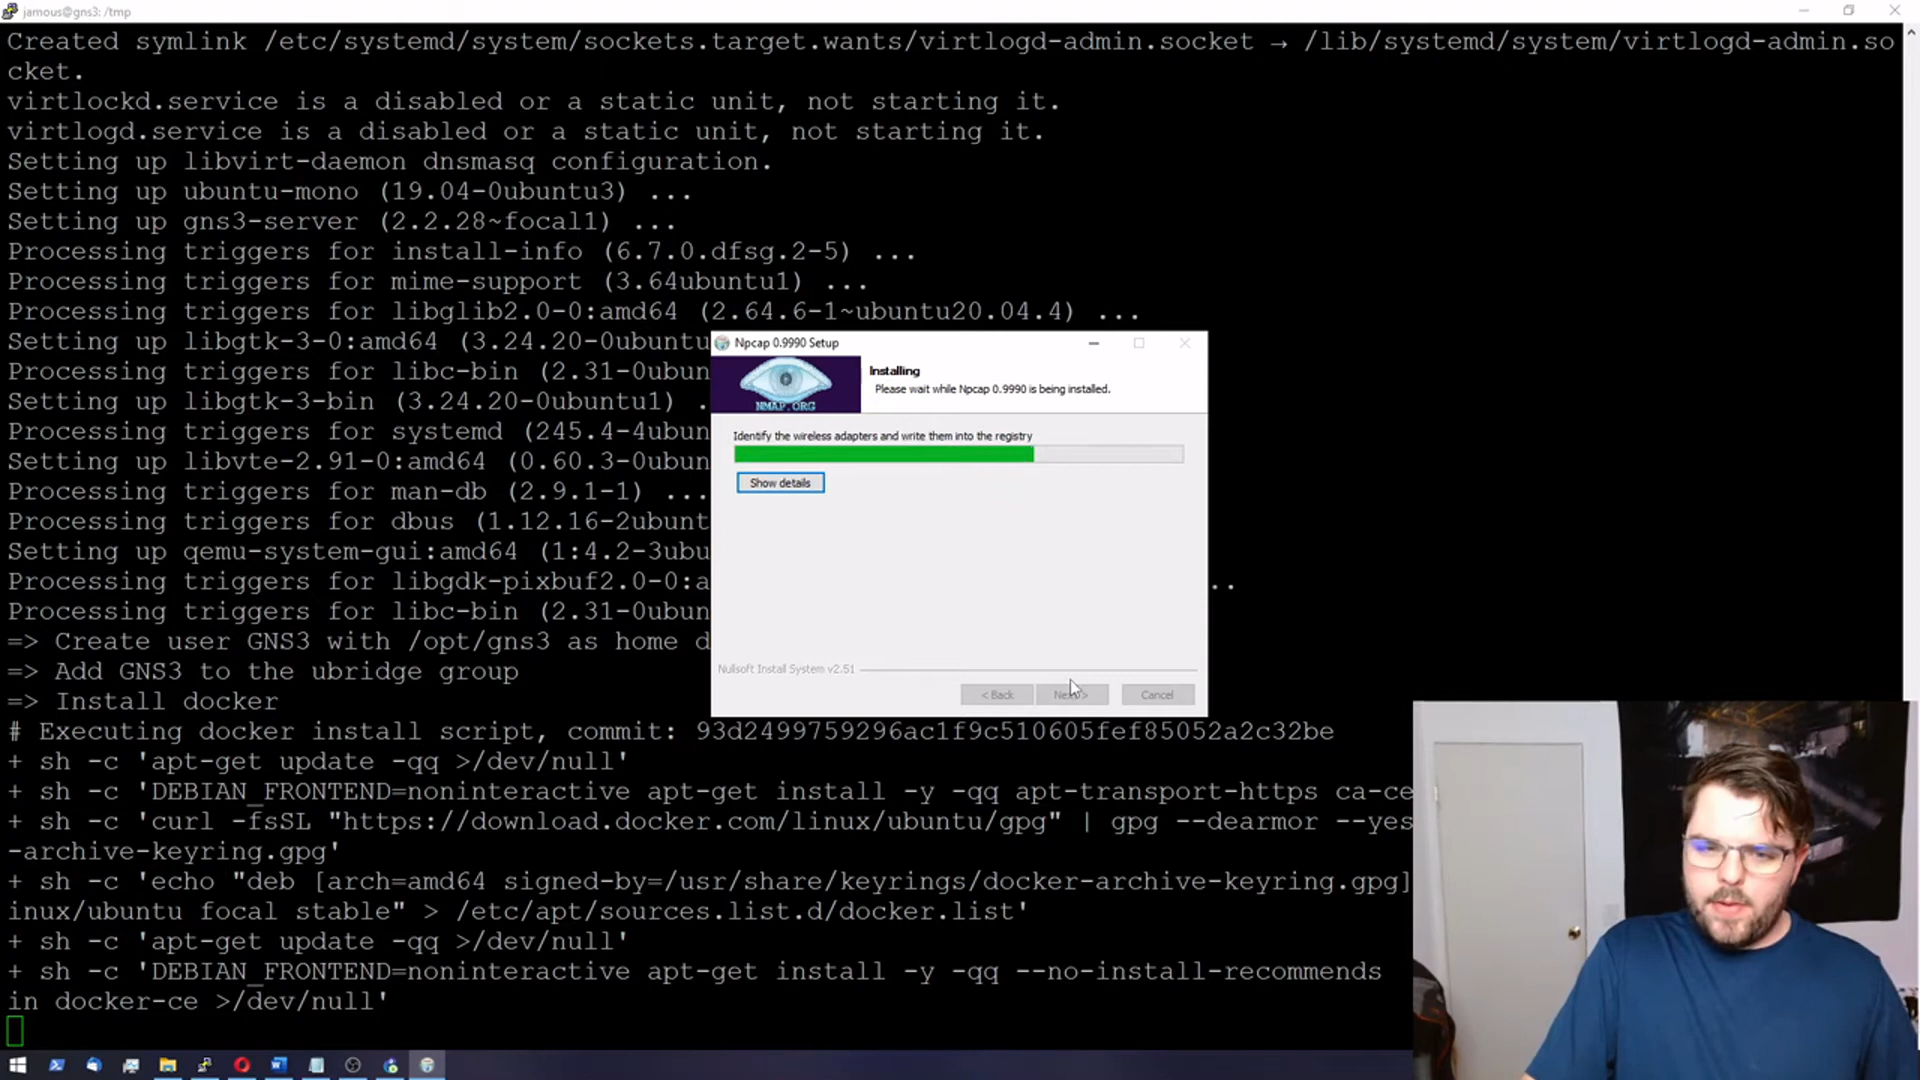 jamous@gns3: /tmp
Created symlink /etc/systemd/system/sockets.target.wants/virtlogd-admin.socket → /lib/systemd/system/virtlogd-admin.so
cket.
virtlockd.service is a disabled or a static unit, not starting it.
virtlogd.service is a disabled or a static unit, not starting it.
Setting up libvirt-daemon dnsmasq configuration.
Setting up ubuntu-mono (19.04-0ubuntu3) ...
Setting up gns3-server (2.2.28~focal1) ...
Processing triggers for install-info (6.7.0.dfsg.2-5) ...
Processing triggers for mime-support (3.64ubuntu1) ...
Processing triggers for libglib2.0-0:amd64 (2.64.6-1~ubuntu20.04.4) ...
Setting up libgtk-3-0:amd64 (3.24.20-0ubuntu
Processing triggers for libc-bin (2.31-0ubun
Setting up libgtk-3-bin (3.24.20-0ubuntu1) .
Processing triggers for systemd (245.4-4ubun
Setting up libvte-2.91-0:amd64 (0.60.3-0ubun
Processing triggers for man-db (2.9.1-1) ...
Processing triggers for dbus (1.12.16-2ubunt
Setting up qemu-system-gui:amd64 (1:4.2-3ubu
Processing triggers for libgdk-pixbuf2.0-0:a ..
Processing triggers for libc-bin (2.31-0ubun
=> Create user GNS3 with /opt/gns3 as home d
=> Add GNS3 to the ubridge group
=> Install docker
# Executing docker install script, commit: 93d2499759296ac1f9c510605fef85052a2c32be
+ sh -c 'apt-get update -qq >/dev/null'
+ sh -c 'DEBIAN_FRONTEND=noninteractive apt-get install -y -qq apt-transport-https ca-ce
+ sh -c 'curl -fsSL "https://download.docker.com/linux/ubuntu/gpg" | gpg --dearmor --yes
-archive-keyring.gpg'
+ sh -c 'echo "deb [arch=amd64 signed-by=/usr/share/keyrings/docker-archive-keyring.gpg]
inux/ubuntu focal stable" > /etc/apt/sources.list.d/docker.list'
+ sh -c 'apt-get update -qq >/dev/null'
+ sh -c 'DEBIAN_FRONTEND=noninteractive apt-get install -y -qq --no-install-recommends
in docker-ce >/dev/null'
Npcap 0.9990 Setup
NMAP.ORG
Installing
Please wait while Npcap 0.9990 is being installed.
Identify the wireless adapters and write them into the registry
Show details
Nullsoft Install System v2.51
< Back
Next >
Cancel